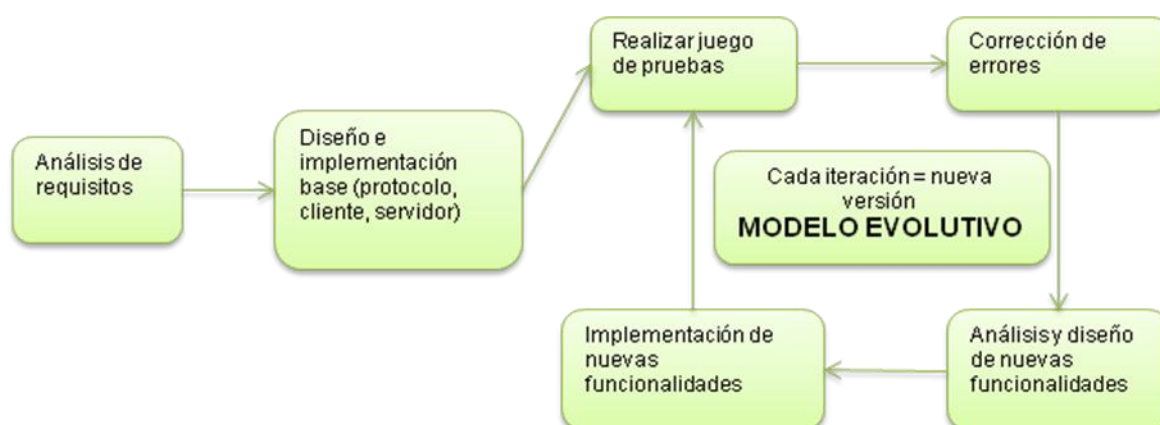 Análisis de
requisitos
Diseño e
implementación
base (protocolo,
cliente, servidor)
Realizar juego
de pruebas
Corrección de
errores
Cada iteración = nueva
versión
MODELO EVOLUTIVO
Análisis y diseño
de nuevas
funcionalidades
Implementación de
nuevas
funcionalidades